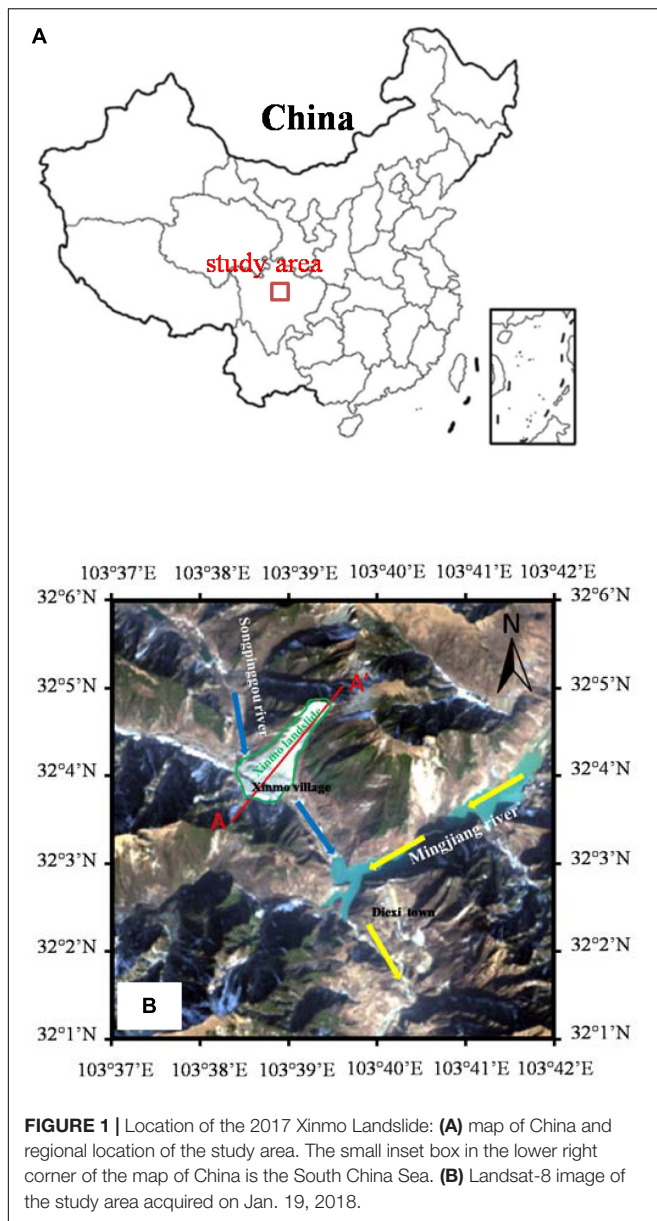 A
China
study area
103°37'E 103°38'E 103°39'E 103°40'E 103°41'E 103°42'E
32°6'N 32°6'N
Songpinggou river
N
32°5'N 32°5'N
A'
Xinmo landslide
32°4'N 32°4'N
Xinmo village
A
Mingjiang river
32°3'N 32°3'N
Diexi town
32°2'N 32°2'N
B
32°1'N 32°1'N
103°37'E 103°38'E 103°39'E 103°40'E 103°41'E 103°42'E
FIGURE 1 | Location of the 2017 Xinmo Landslide: (A) map of China and
regional location of the study area. The small inset box in the lower right
corner of the map of China is the South China Sea. (B) Landsat-8 image of
the study area acquired on Jan. 19, 2018.